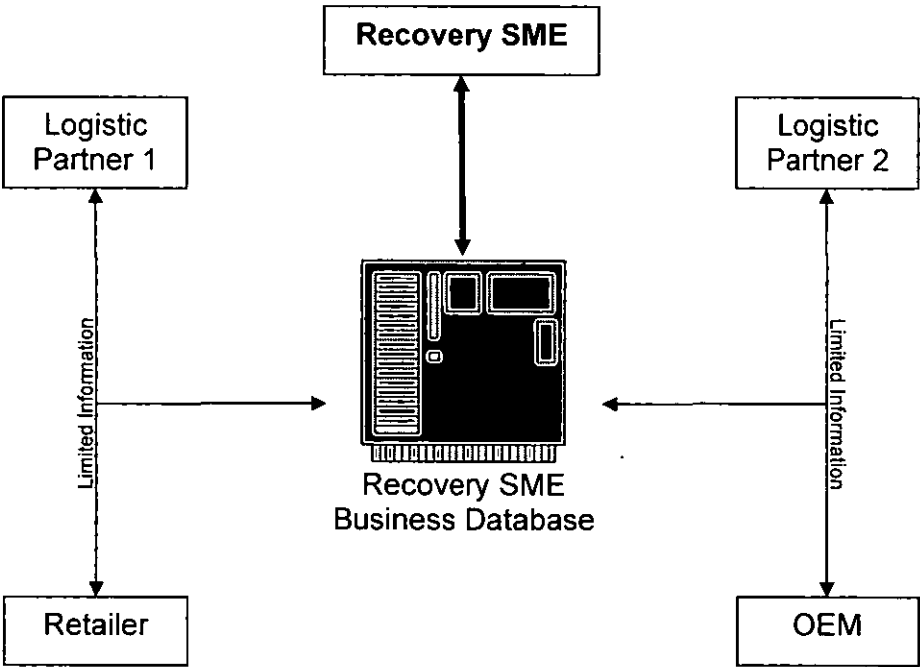 Recovery SME
Logistic
Partner 1
Logistic
Partner 2
Limited Information
Limited Information
Recovery SME
Business Database
Retailer
OEM